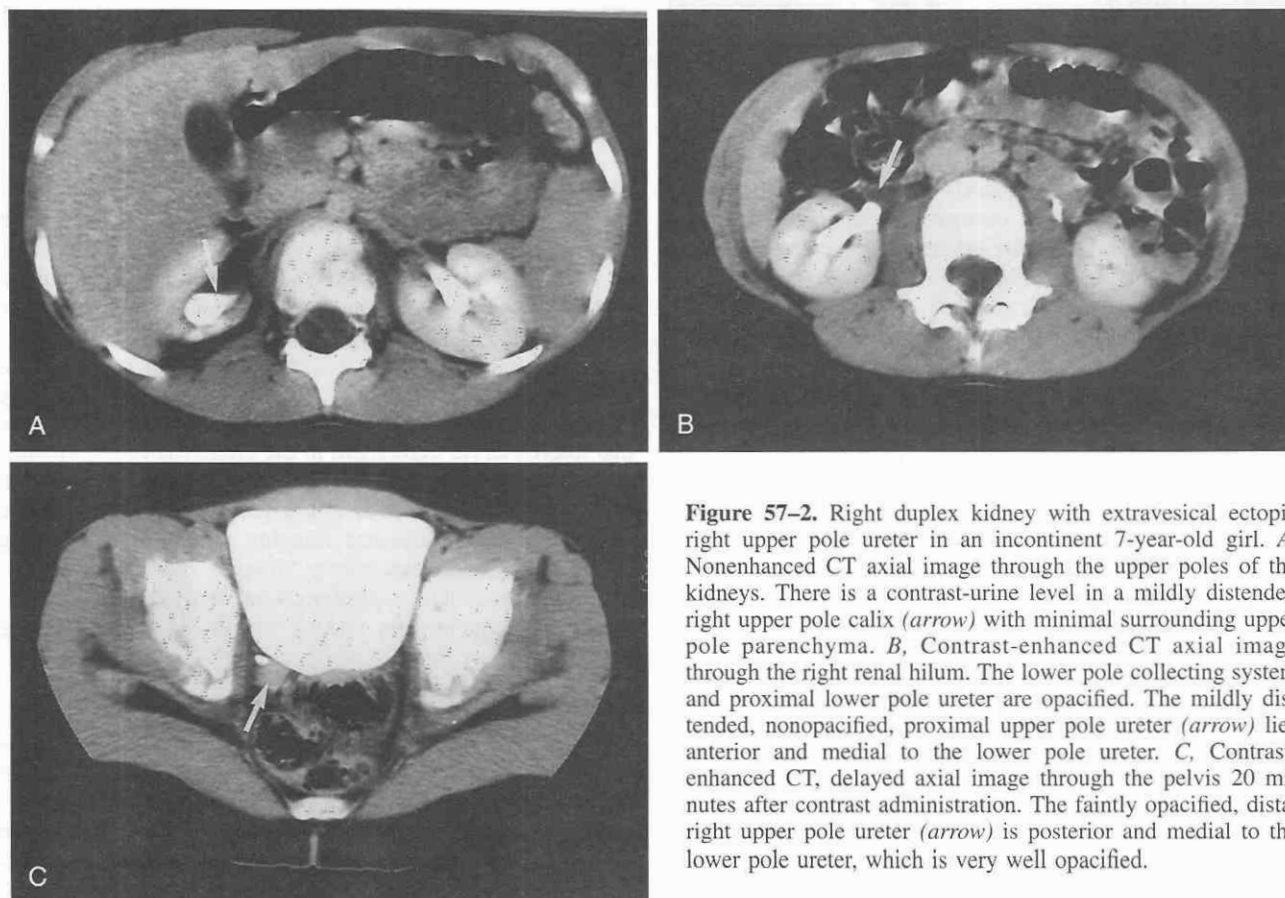 A
B
C
Figure 57–2. Right duplex kidney with extravesical ectopi
right upper pole ureter in an incontinent 7-year-old girl. A
Nonenhanced CT axial image through the upper poles of th
kidneys. There is a contrast-urine level in a mildly distende
right upper pole calix (arrow) with minimal surrounding uppe
pole parenchyma. B, Contrast-enhanced CT axial imag
through the right renal hilum. The lower pole collecting system
and proximal lower pole ureter are opacified. The mildly dis
tended, nonopacified, proximal upper pole ureter (arrow) lie
anterior and medial to the lower pole ureter. C, Contras
enhanced CT, delayed axial image through the pelvis 20 m
nutes after contrast administration. The faintly opacified, dista
right upper pole ureter (arrow) is posterior and medial to th
lower pole ureter, which is very well opacified.